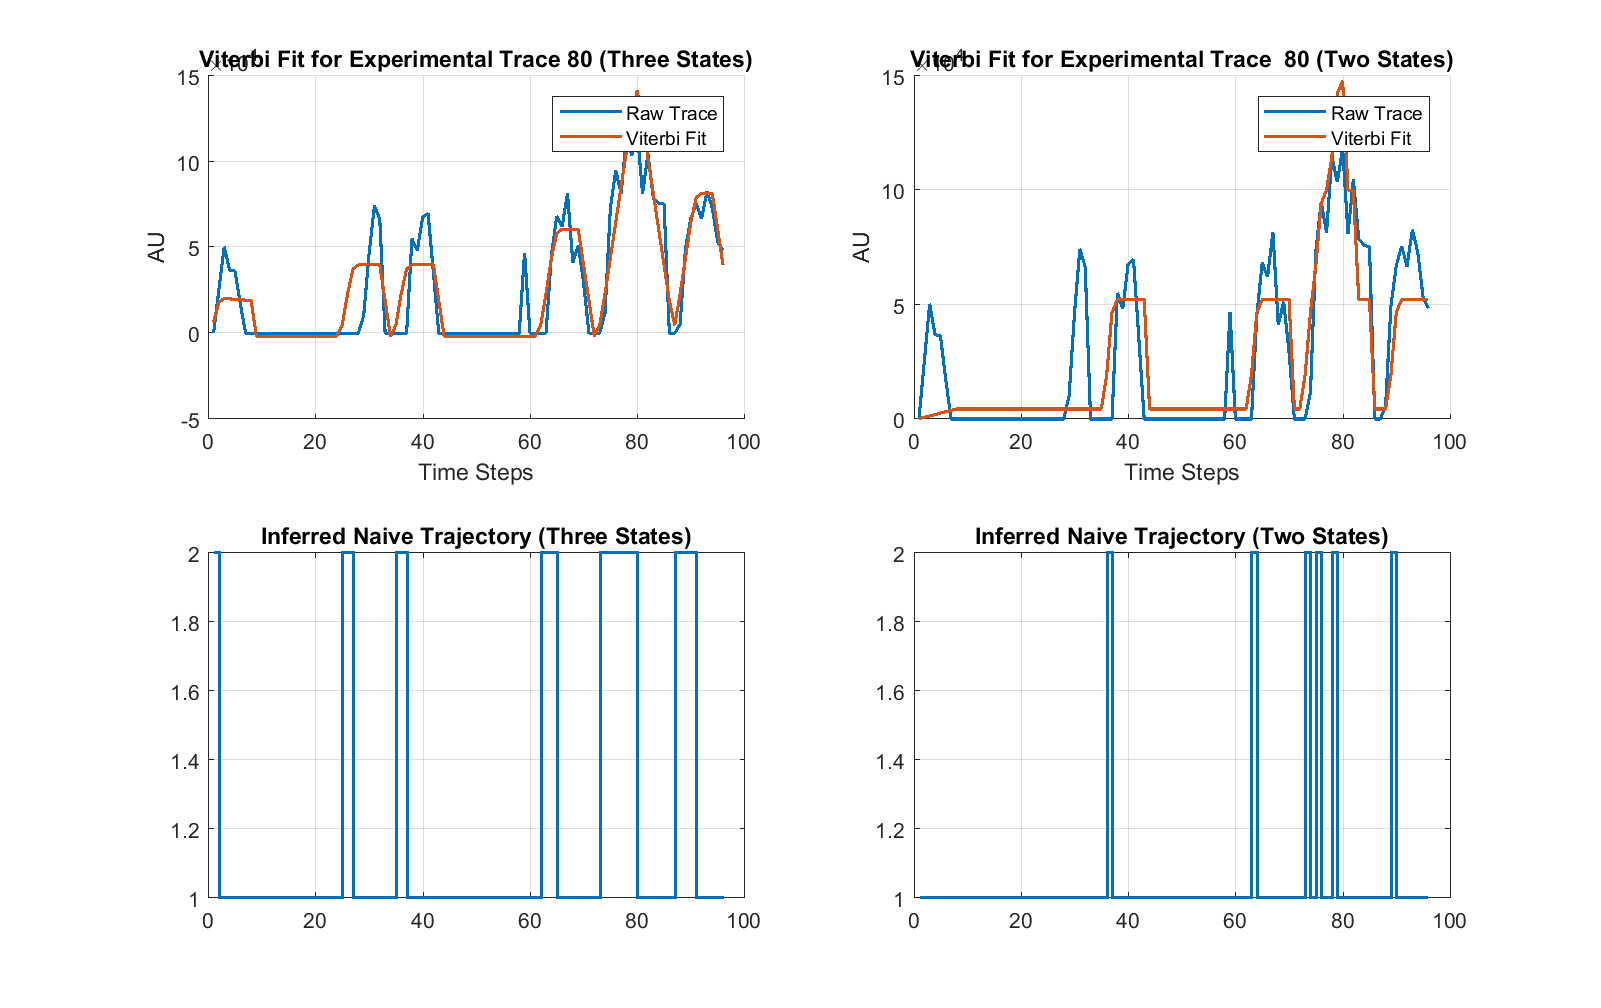 Viterbi Fit for Experimental Trace 80 (Three States)
15
10
5
0
-5
0 20 40 60 80 100
AU
Time Steps
Raw Trace
Viterbi Fit
Viterbi Fit for Experimental Trace 80 (Two States)
15
10
5
0
0 20 40 60 80 100
AU
Time Steps
Raw Trace
Viterbi Fit
Inferred Naive Trajectory (Three States)
2
1.8
1.6
1.4
1.2
1
0 20 40 60 80 100
Inferred Naive Trajectory (Two States)
2
1.8
1.6
1.4
1.2
1
0 20 40 60 80 100